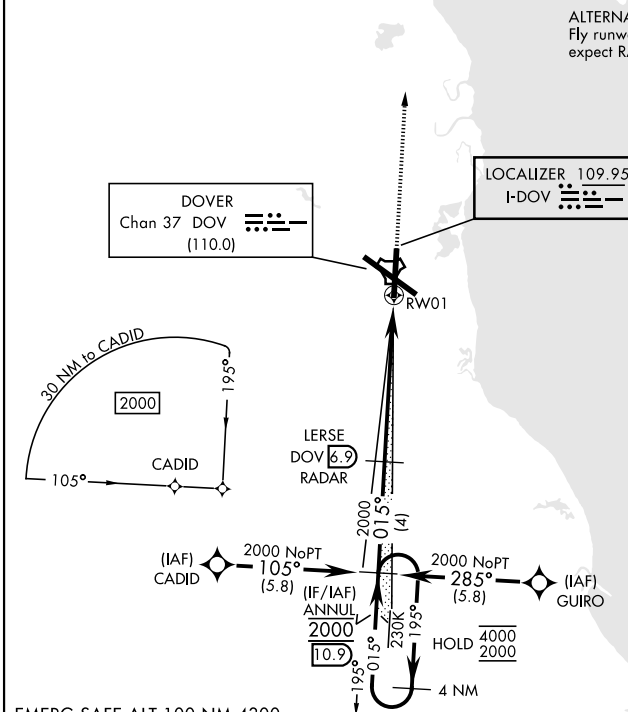 ALTERNA
Fly runw
expect RA
LOCALIZER 109.95
I-DOV
DOVER
Chan 37 DOV
(110.0)
RW01
30 NM to CADID
2000
195°
105°
CADID
LERSE
DOV 6.9
RADAR
2000
015°
(4)
(IAF)
CADID
2000 NoPT
105°
(5.8)
2000 NoPT
285°
(5.8)
(IAF)
GUIRO
(IF/IAF)
ANNUL
2000
10.9
230K
195°
015°
195°
HOLD 4000
2000
4 NM
EMERG SAFE ALT 100 NM 4200